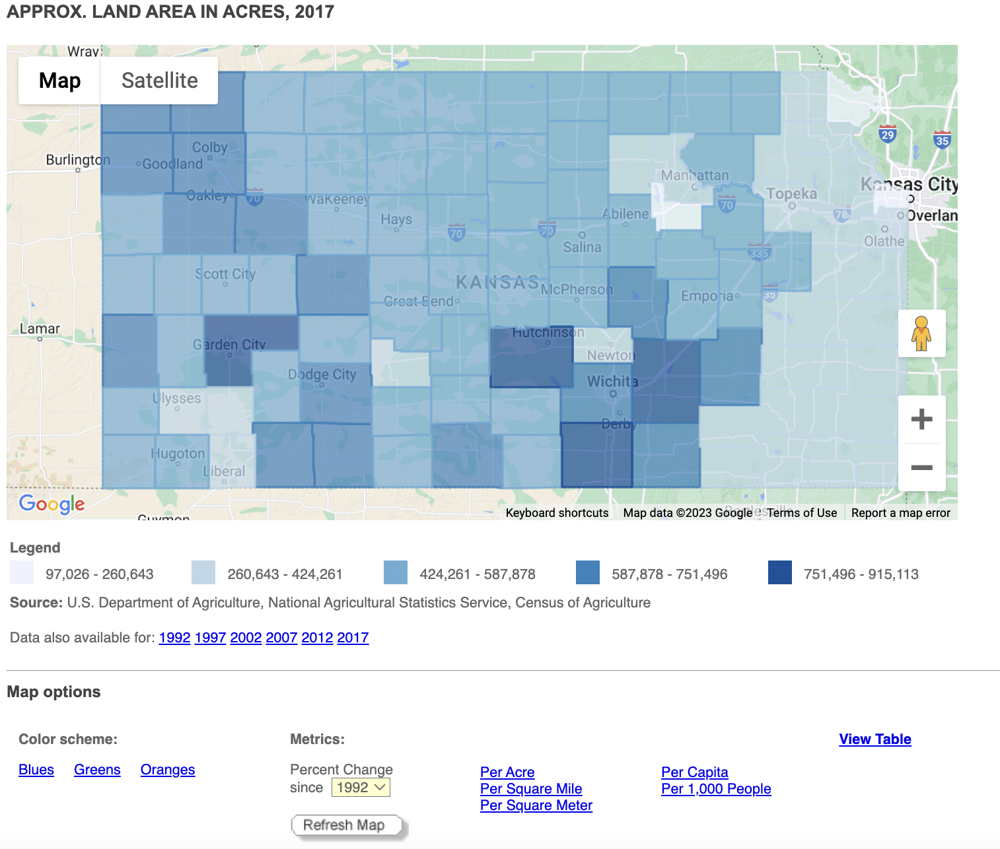 APPROX. LAND AREA IN ACRES, 2017
Wray
Map
Satellite
29
35
Burlington
Colby
Goodland
Manhattan
Kansas City
Oakley
70
WaKeeney
Topeka
70
70
Overlan
Hays
Abilene
70
70
Salina
Olathe
335
Scott City
KANSAS
McPherson
Great Bend
Emporia
35
Lamar
Garden City
Hutchinson
Newton
Dodge City
Wichita
Ulysses
Derby
Hugoton
Liberal
Google
Guymon
Bartlesville
Keyboard shortcuts
Map data ©2023 Google
Terms of Use
Report a map error
Legend
97,026 - 260,643
260,643 - 424,261
424,261 - 587,878
587,878 - 751,496
751,496 - 915,113
Source: U.S. Department of Agriculture, National Agricultural Statistics Service, Census of Agriculture
Data also available for: 1992 1997 2002 2007 2012 2017
Map options
Color scheme:
Metrics:
View Table
Blues Greens Oranges
Percent Change
since 1992
Refresh Map
Per Acre
Per Square Mile
Per Square Meter
Per Capita
Per 1,000 People